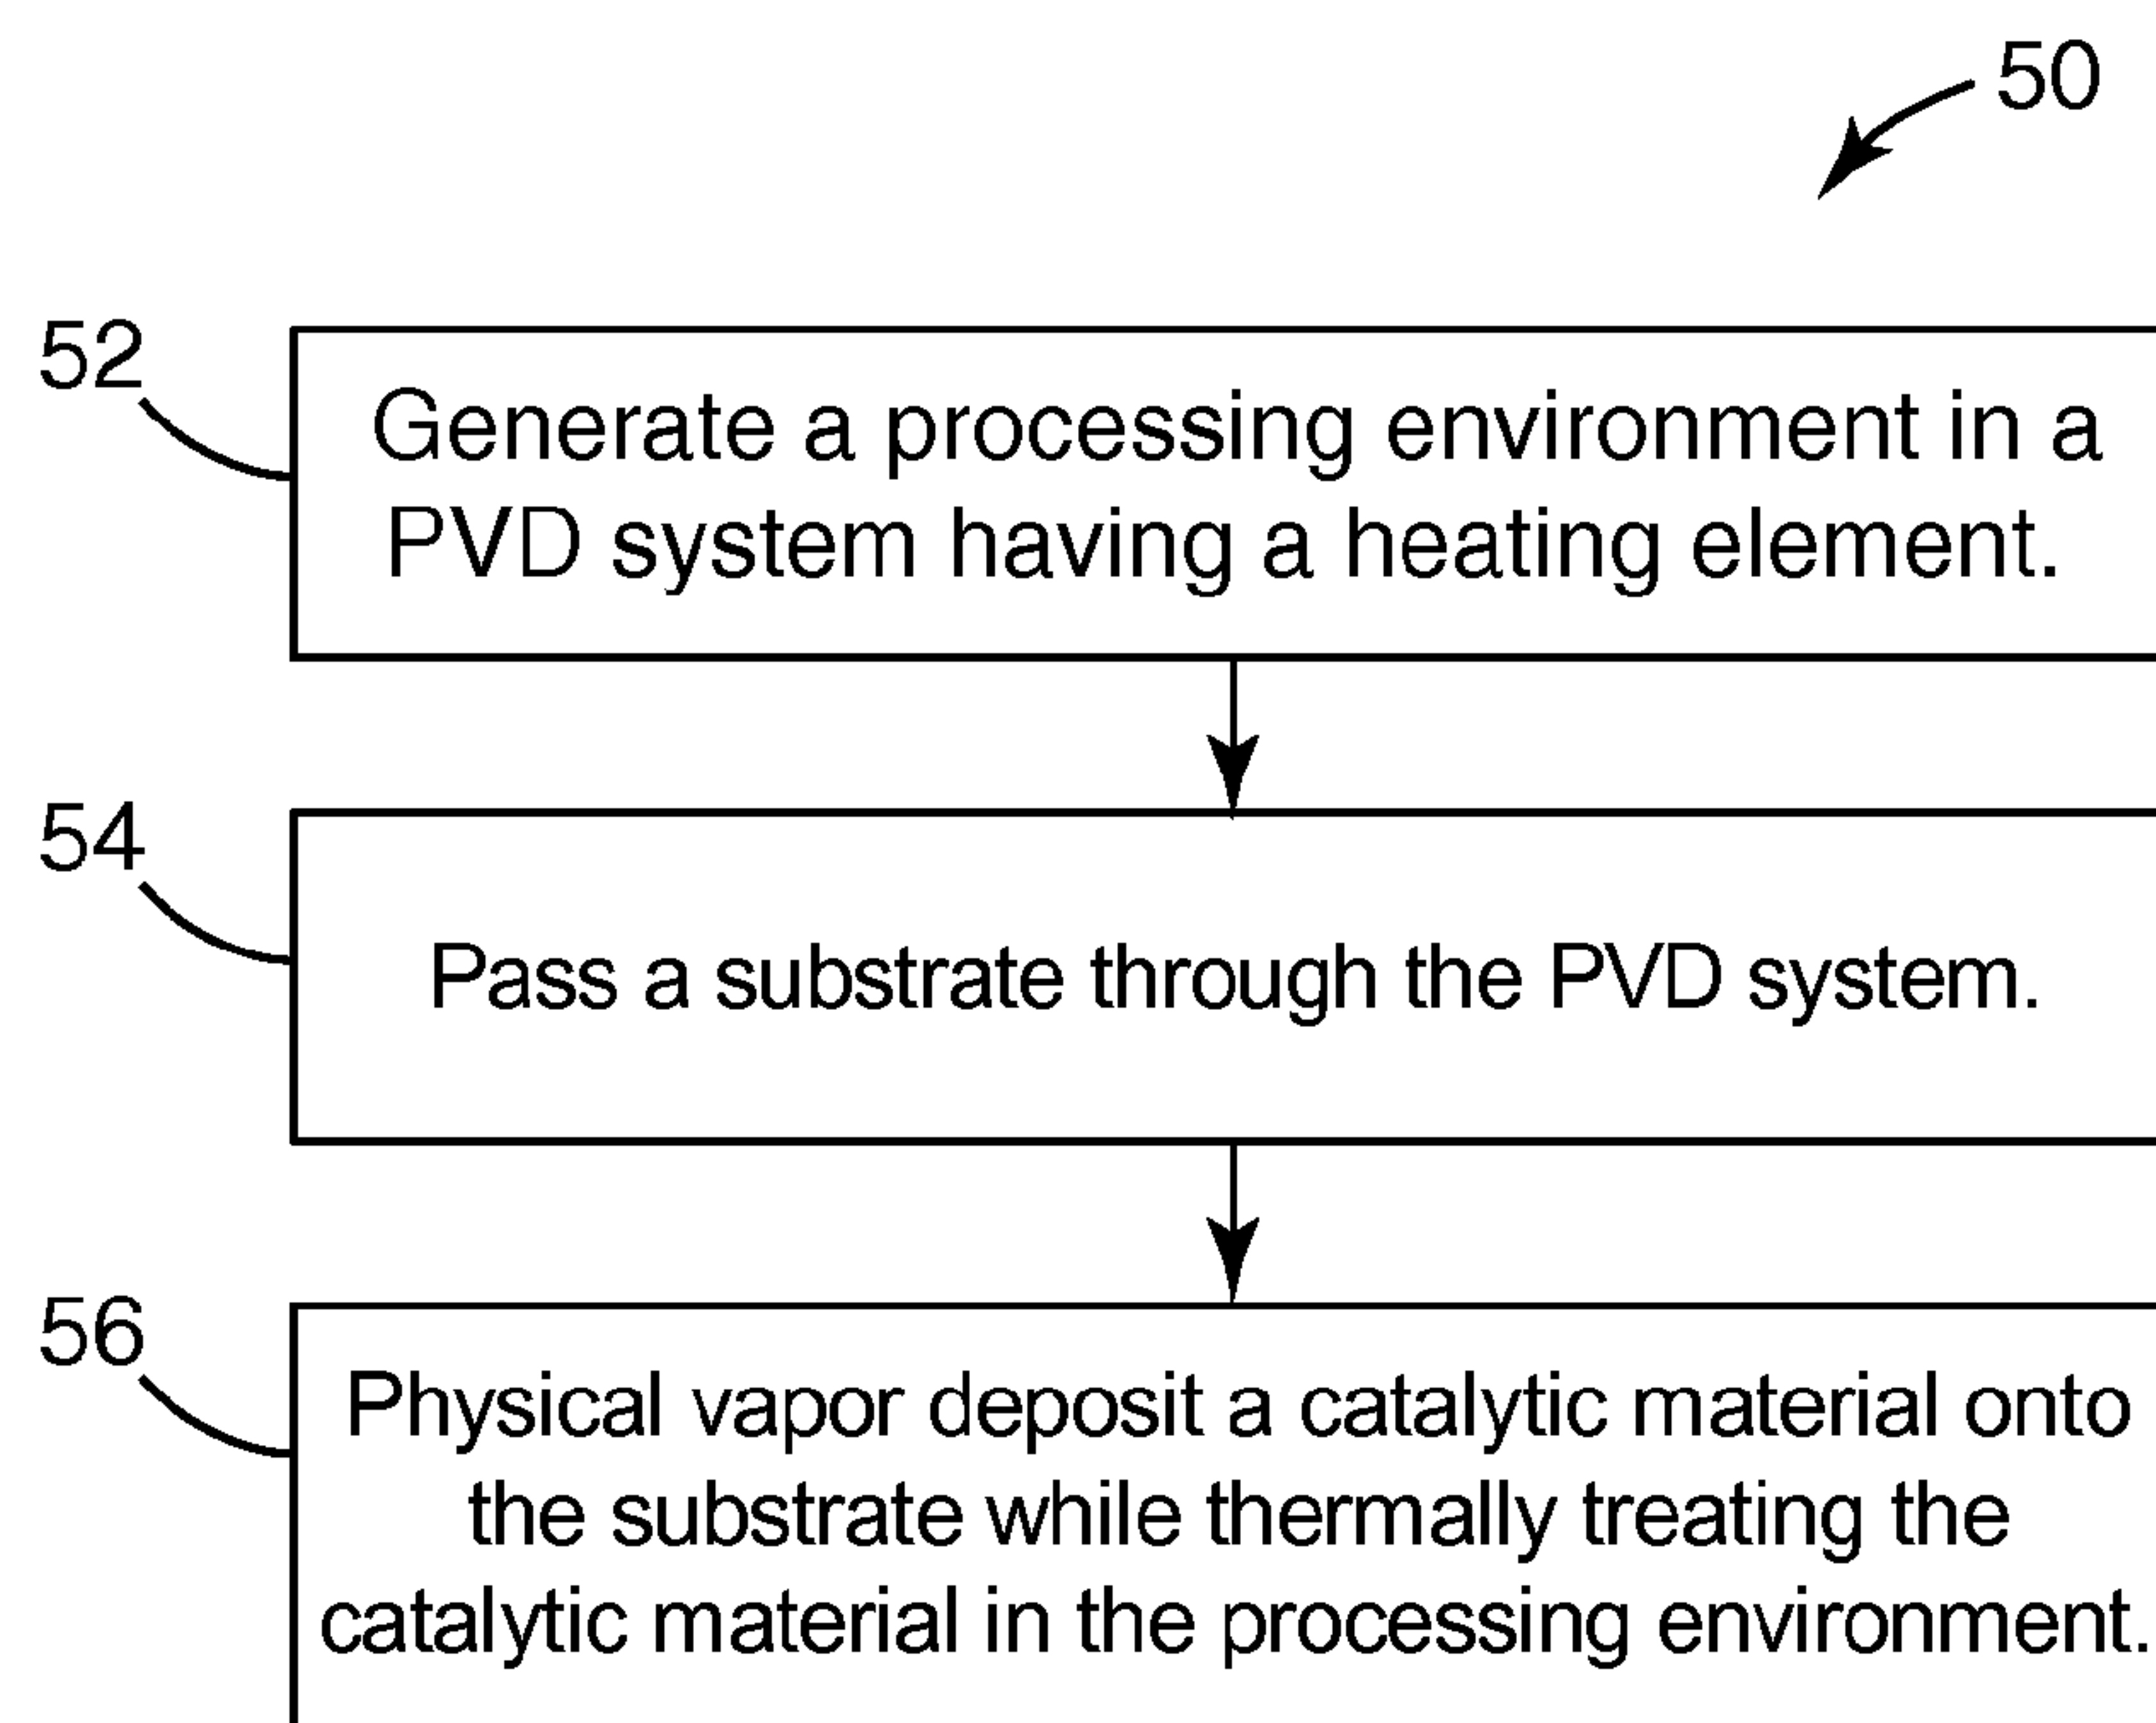 50
52
Generate a processing environment in a
PVD system having a heating element.
54
Pass a substrate through the PVD system.
56
Physical vapor deposit a catalytic material onto
the substrate while thermally treating the
catalytic material in the processing environment.